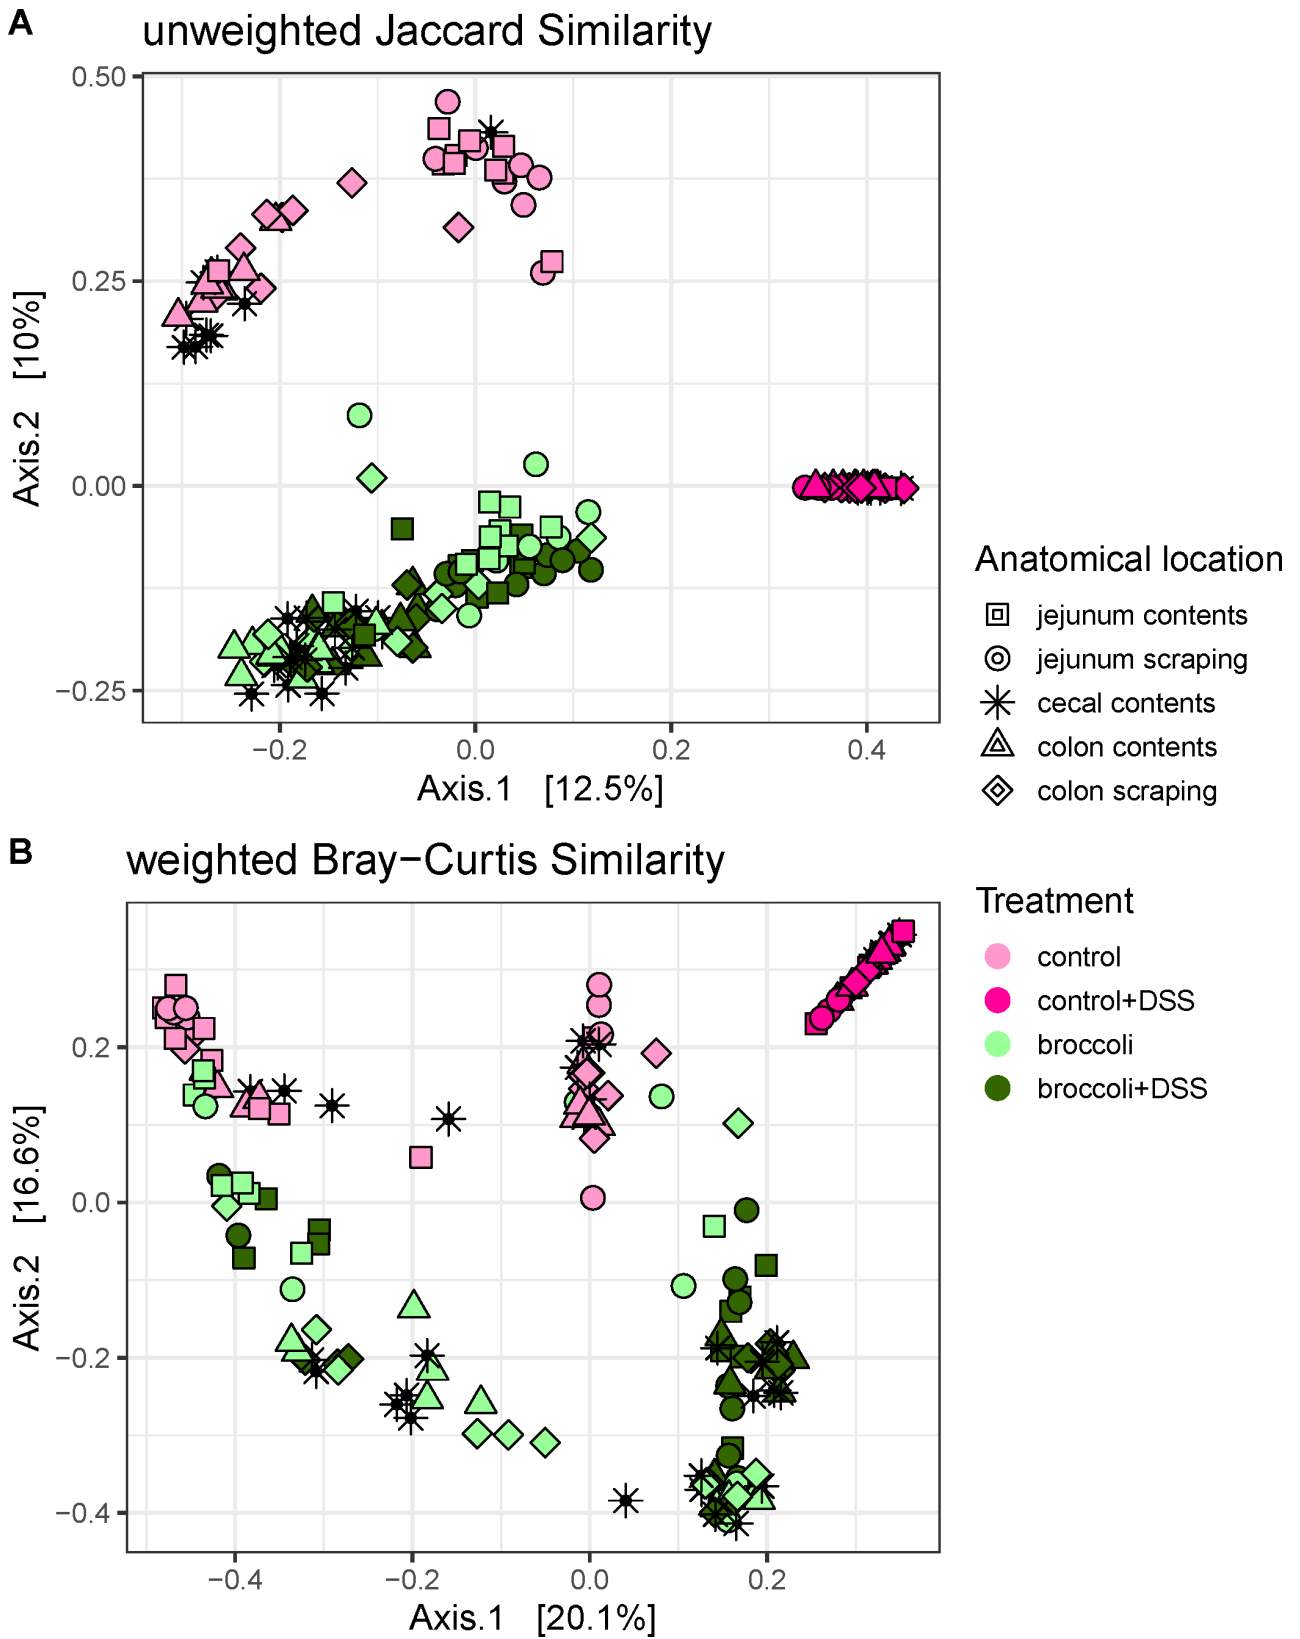 A
unweighted Jaccard Similarity
0.50
0.25
0.00
−0.25
Axis.2 [10%]
−0.2
0.0
0.2
0.4
Axis.1 [12.5%]
Anatomical location
jejunum contents
jejunum scraping
cecal contents
colon contents
colon scraping
B
weighted Bray−Curtis Similarity
0.2
0.0
−0.2
−0.4
Axis.2 [16.6%]
−0.4
−0.2
0.0
0.2
Axis.1 [20.1%]
Treatment
control
control+DSS
broccoli
broccoli+DSS